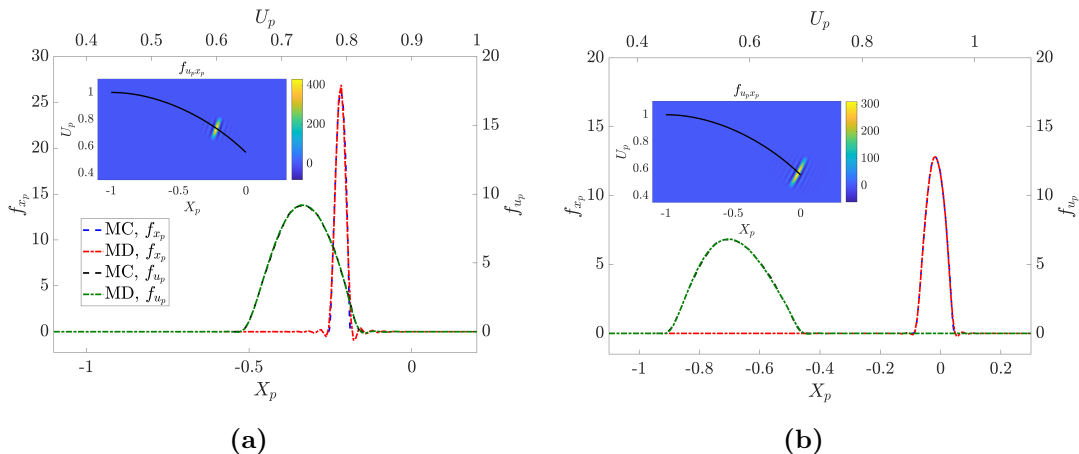 U_p
0.4 0.5 0.6 0.7 0.8 0.9 1
30 20
25
20 15
15 10
10 5
5
0 0
f_{x_p}
f_{u_p}
f_{u_p x_p}
U_p
1
0.8
0.6
0.4
-1 -0.5 0
X_p
400
200
0
MC, f_{x_p}
MD, f_{x_p}
MC, f_{u_p}
MD, f_{u_p}
-1 -0.5 0
X_p
(a)
U_p
0.4 0.5 0.6 0.7 0.8 0.9 1
20 20
15 15
10 10
5 5
0 0
f_{x_p}
f_{u_p}
f_{u_p x_p}
U_p
1
0.8
0.6
0.4
-1 -0.5 0
X_p
300
200
100
0
-1 -0.8 -0.6 -0.4 -0.2 0 0.2
X_p
(b)